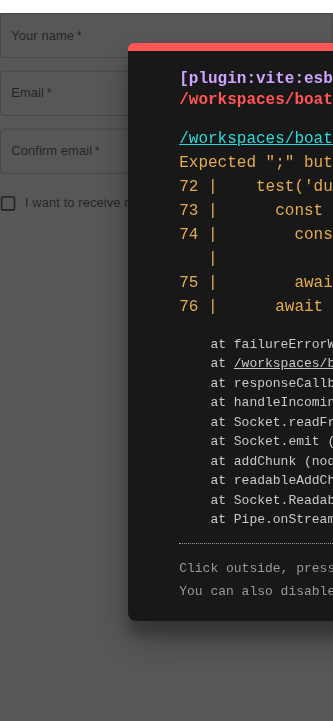 Your name *
Email *
Confirm email *
I want to receive
[plugin:vite:esb
/workspaces/boat
/workspaces/boat
Expected ";" but
72 | test('du
73 | const
74 | cons
|
75 | awai
76 | await
at failureErrorW
at /workspaces/b
at responseCallb
at handleIncomin
at Socket.readFr
at Socket.emit (
at addChunk (nod
at readableAddCh
at Socket.Readab
at Pipe.onStream
Click outside, press
You can also disable